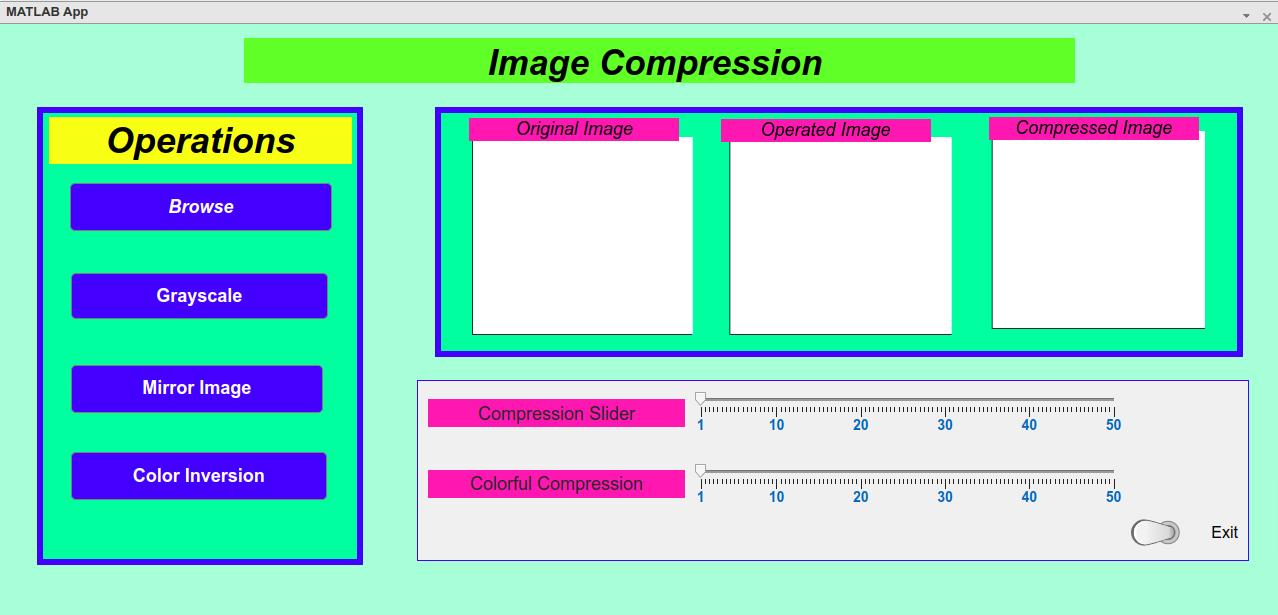 MATLAB App
Image Compression
Operations
Browse
Grayscale
Mirror Image
Color Inversion
Original Image
Operated Image
Compressed Image
Compression Slider
1 10 20 30 40 50
Colorful Compression
1 10 20 30 40 50
Exit